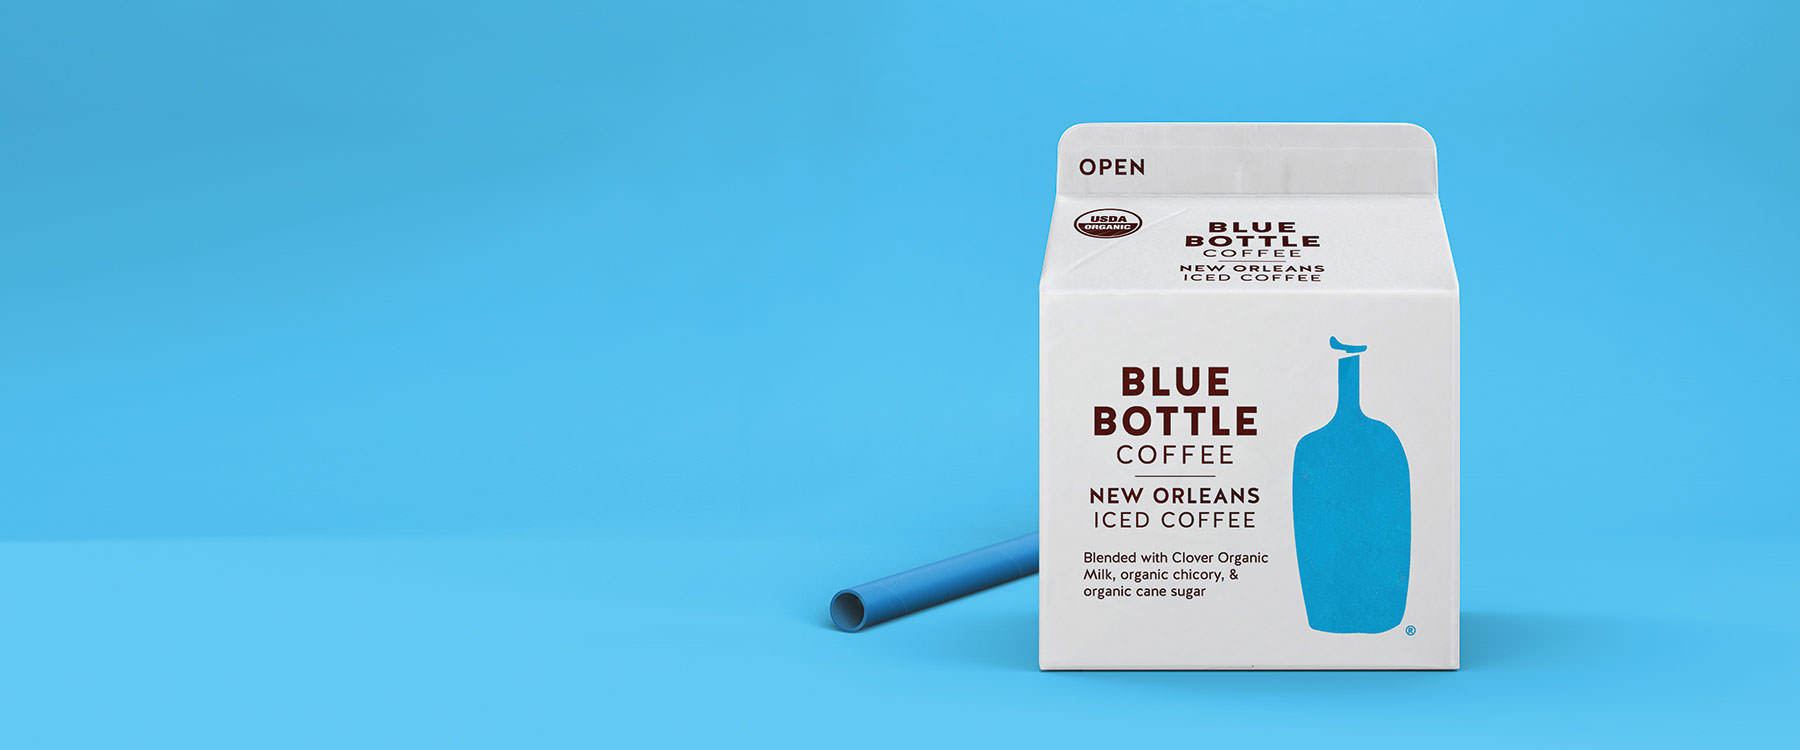 OPEN
USDA
ORGANIC
BLUE
BOTTLE
COFFEE
NEW ORLEANS
ICED COFFEE
BLUE
BOTTLE
COFFEE
NEW ORLEANS
ICED COFFEE
Blended with Clover Organic
Milk, organic chicory, &
organic cane sugar
®